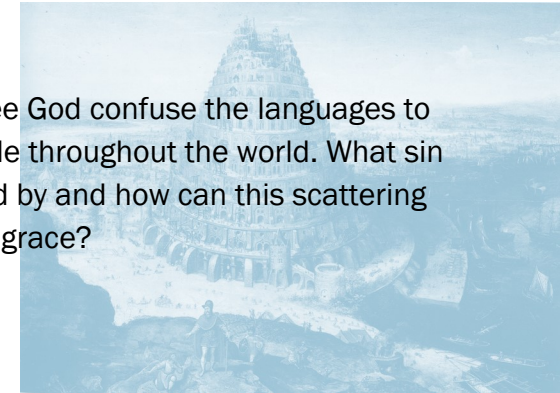 God confuse the languages to
throughout the world. What sin
by and how can this scattering
grace?